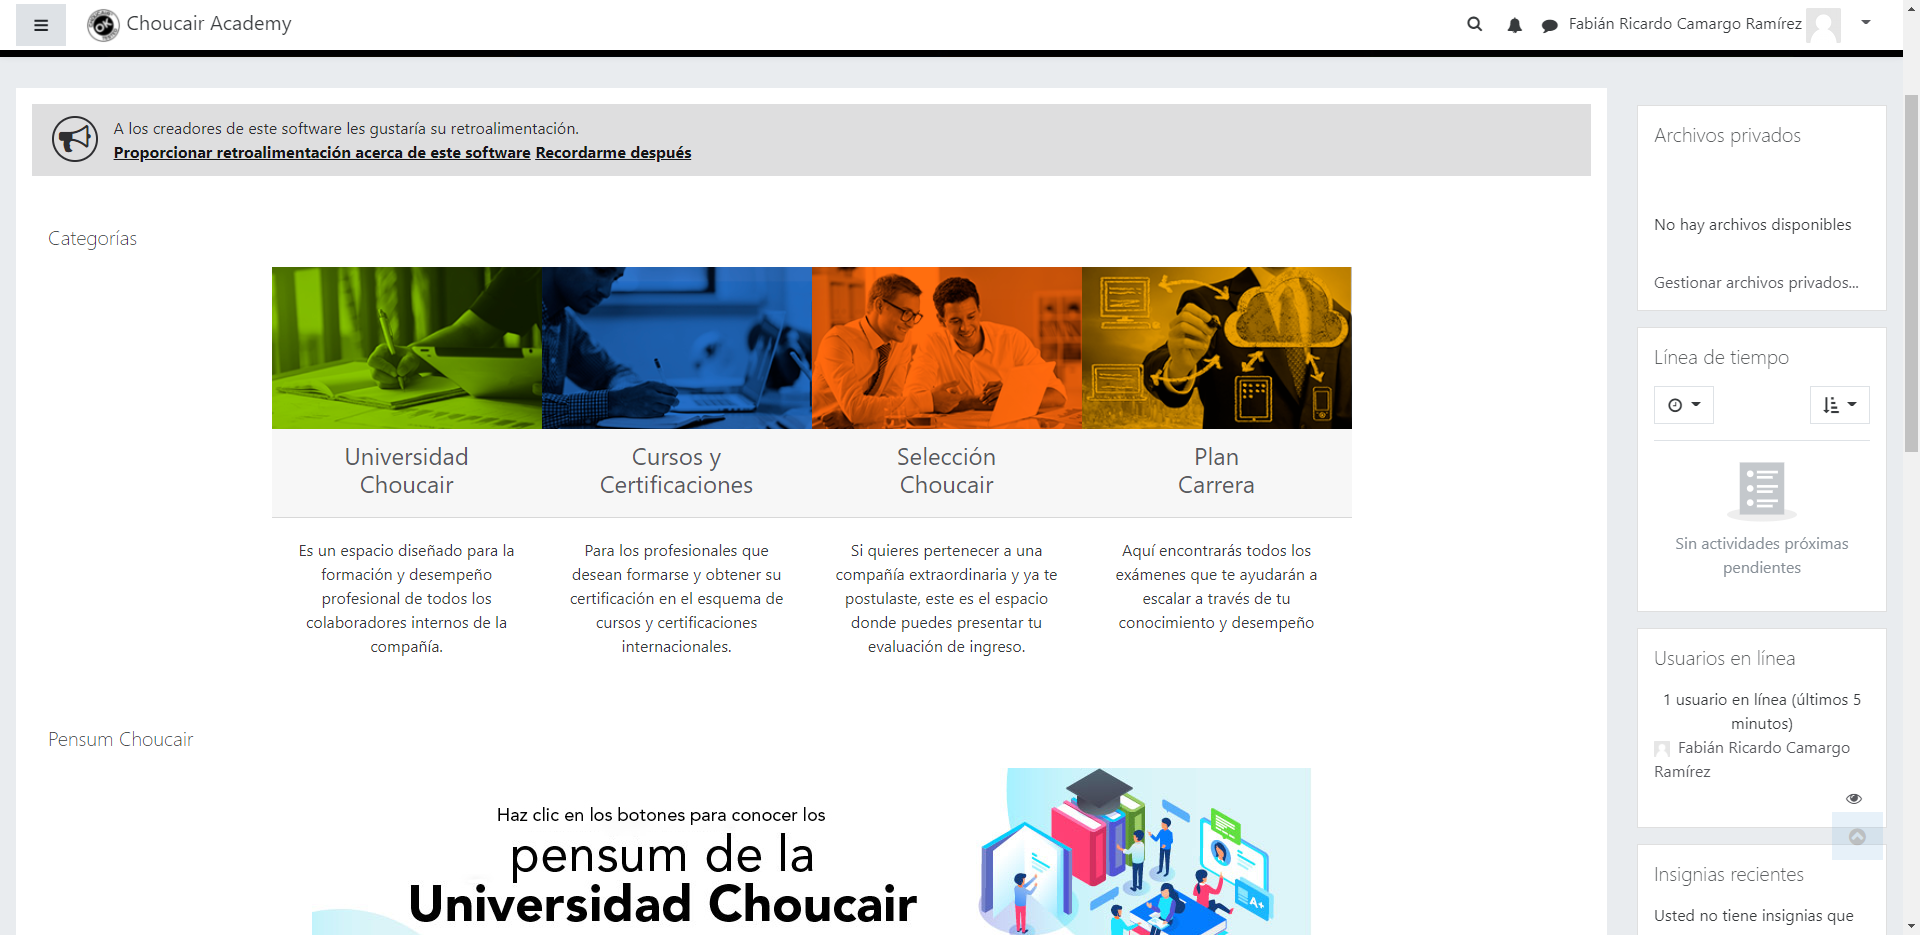 Choucair Academy
Fabián Ricardo Camargo Ramírez
A los creadores de este software les gustaría su retroalimentación.
Proporcionar retroalimentación acerca de este software Recordarme después
Categorías
Universidad
Choucair
Es un espacio diseñado para la
formación y desempeño
profesional de todos los
colaboradores internos de la
compañía.
Cursos y
Certificaciones
Para los profesionales que
desean formarse y obtener su
certificación en el esquema de
cursos y certificaciones
internacionales.
Selección
Choucair
Si quieres pertenecer a una
compañía extraordinaria y ya te
postulaste, este es el espacio
donde puedes presentar tu
evaluación de ingreso.
Plan
Carrera
Aquí encontrarás todos los
exámenes que te ayudarán a
escalar a través de tu
conocimiento y desempeño
Pensum Choucair
Haz clic en los botones para conocer los
pensum de la
Universidad Choucair
A+
Archivos privados
No hay archivos disponibles
Gestionar archivos privados...
Línea de tiempo
Sin actividades próximas
pendientes
Usuarios en línea
1 usuario en línea (últimos 5
minutos)
Fabián Ricardo Camargo
Ramírez
Insignias recientes
Usted no tiene insignias que